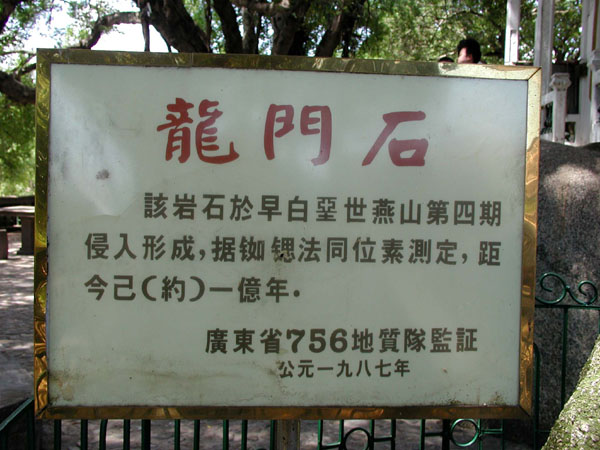 龍門石
該岩石於早白堊世燕山第四期
侵入形成，据铷锶法同位素測定，距
今已(約)一億年．
廣東省756地質隊監証
公元一九八七年